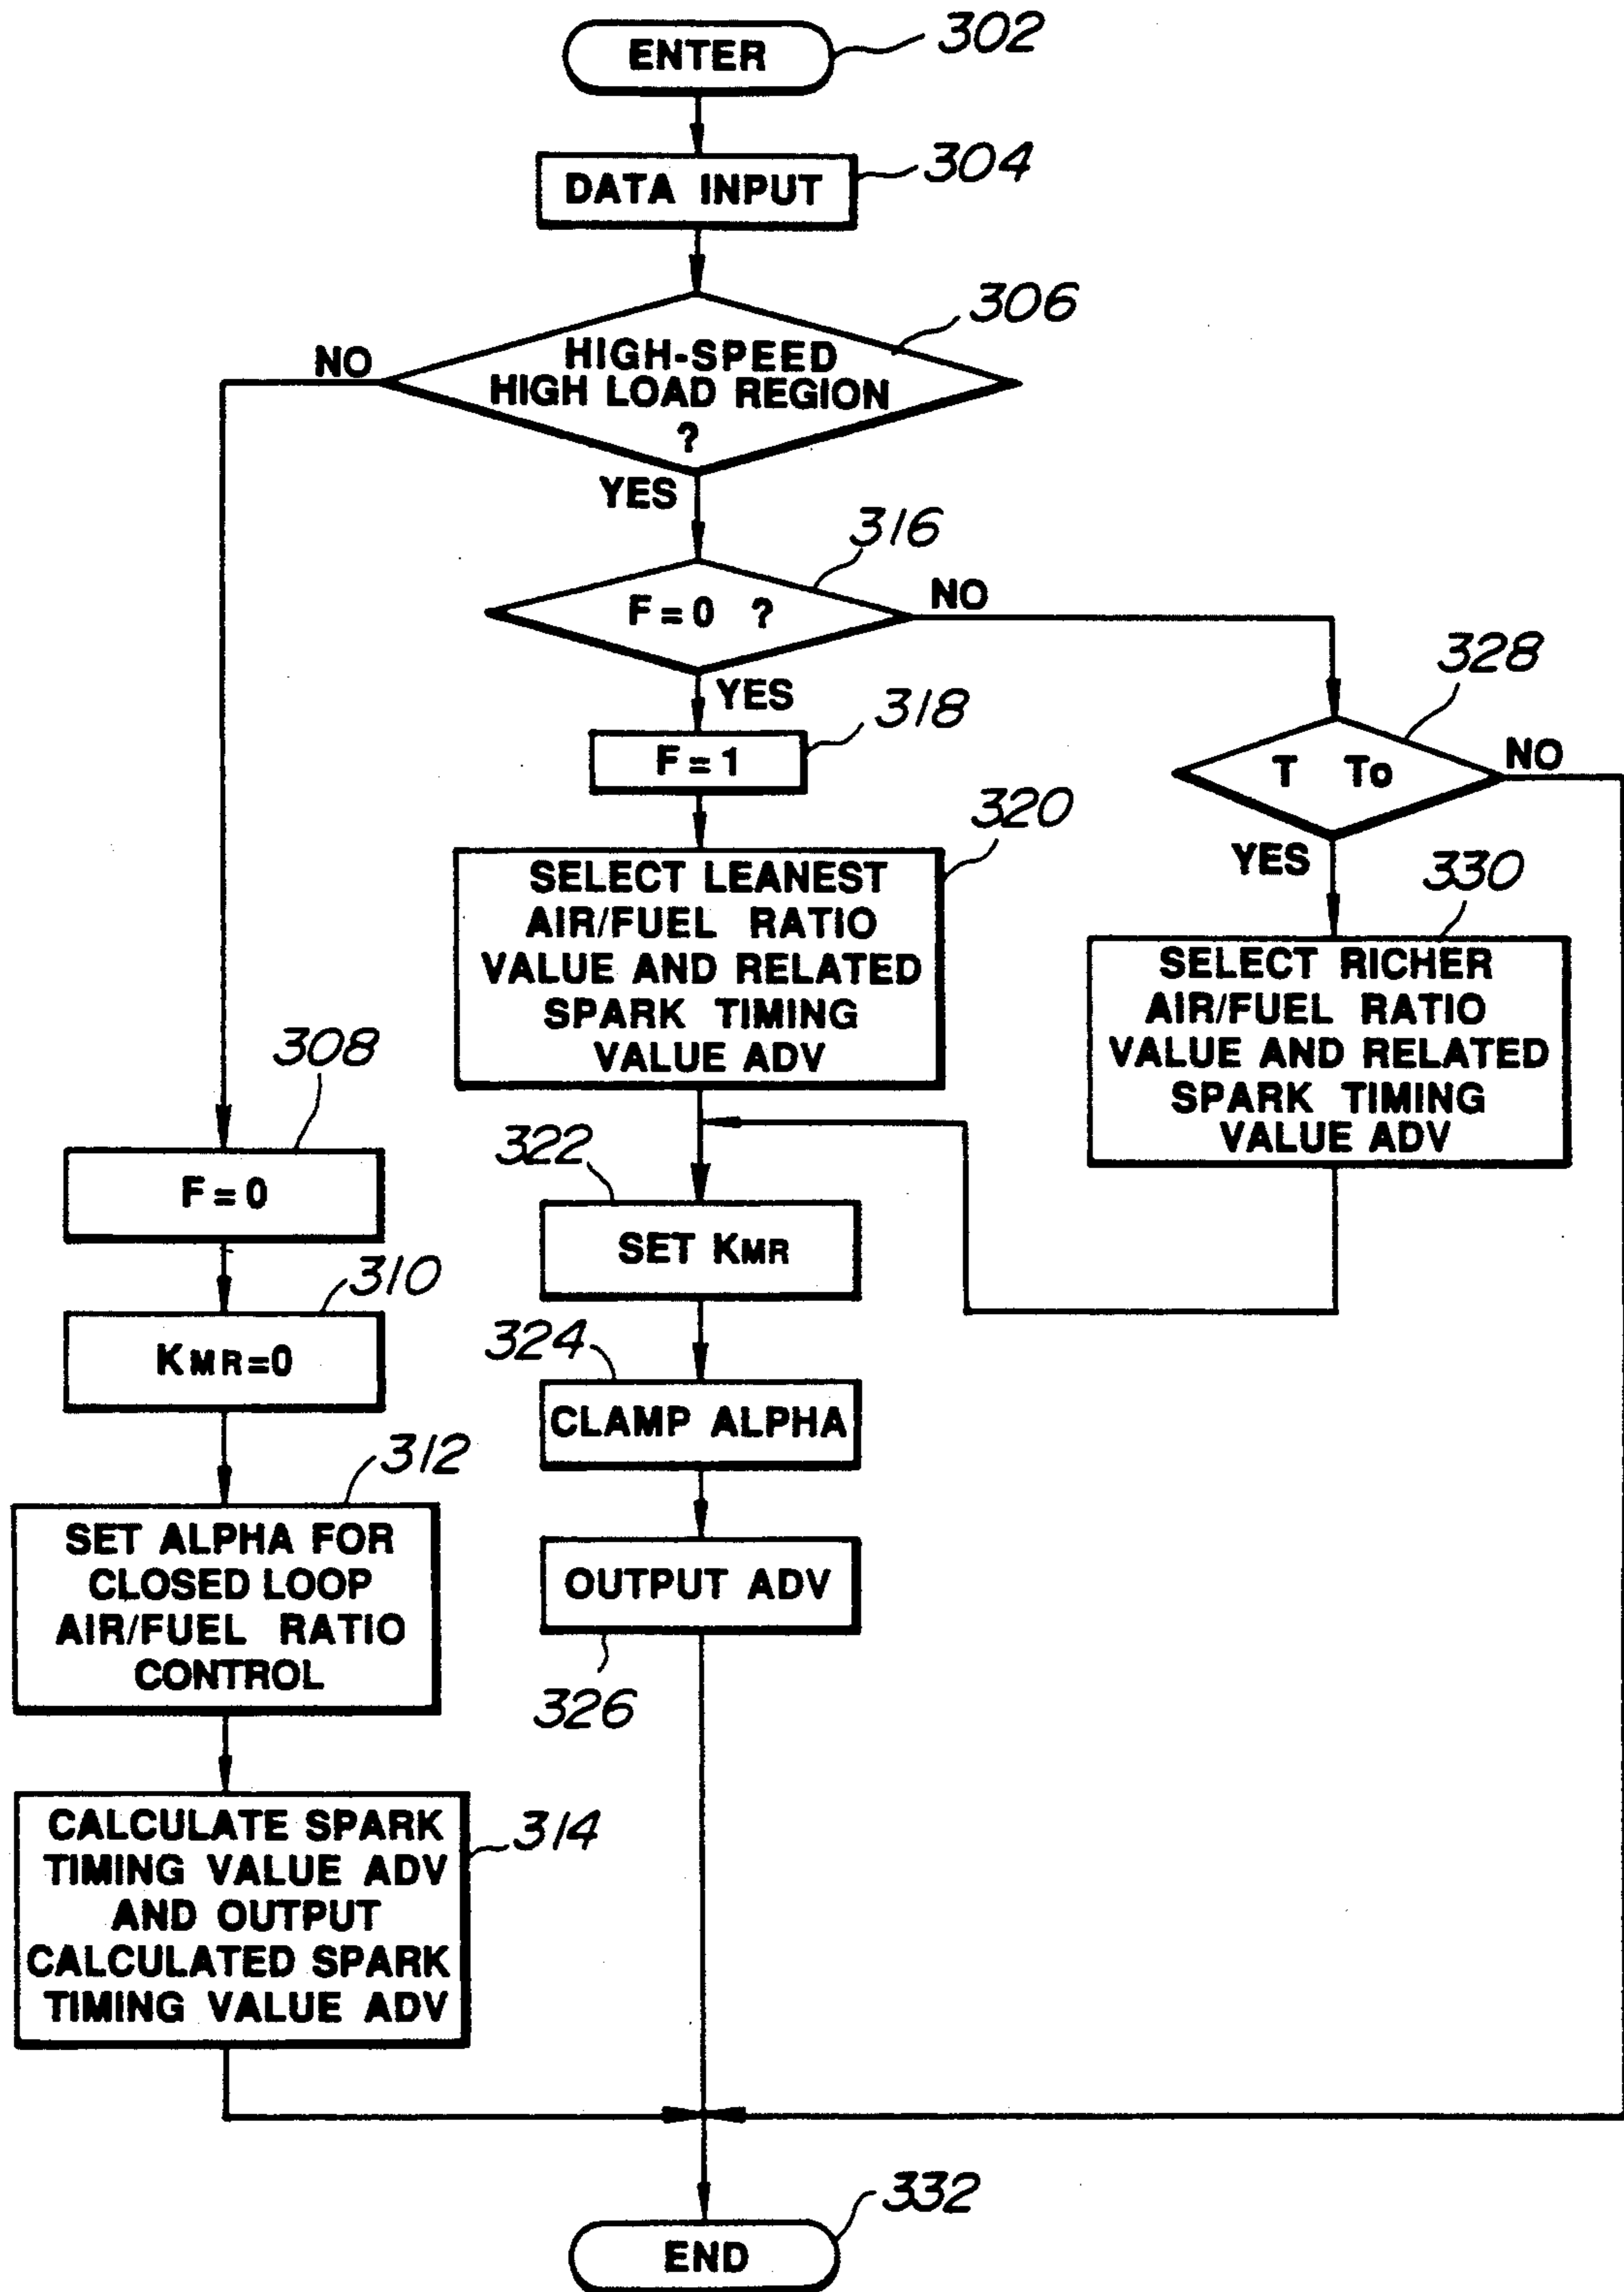 ENTER
302
DATA INPUT
304
HIGH-SPEED
HIGH LOAD REGION
?
306
NO
YES
F=0 ?
316
NO
YES
F=1
318
T To
328
NO
YES
SELECT LEANEST
AIR/FUEL RATIO
VALUE AND RELATED
SPARK TIMING
VALUE ADV
320
SELECT RICHER
AIR/FUEL RATIO
VALUE AND RELATED
SPARK TIMING
VALUE ADV
330
308
F=0
322
SET KMR
310
KMR=0
324
CLAMP ALPHA
312
SET ALPHA FOR
CLOSED LOOP
AIR/FUEL RATIO
CONTROL
OUTPUT ADV
326
CALCULATE SPARK
TIMING VALUE ADV
AND OUTPUT
CALCULATED SPARK
TIMING VALUE ADV
314
END
332